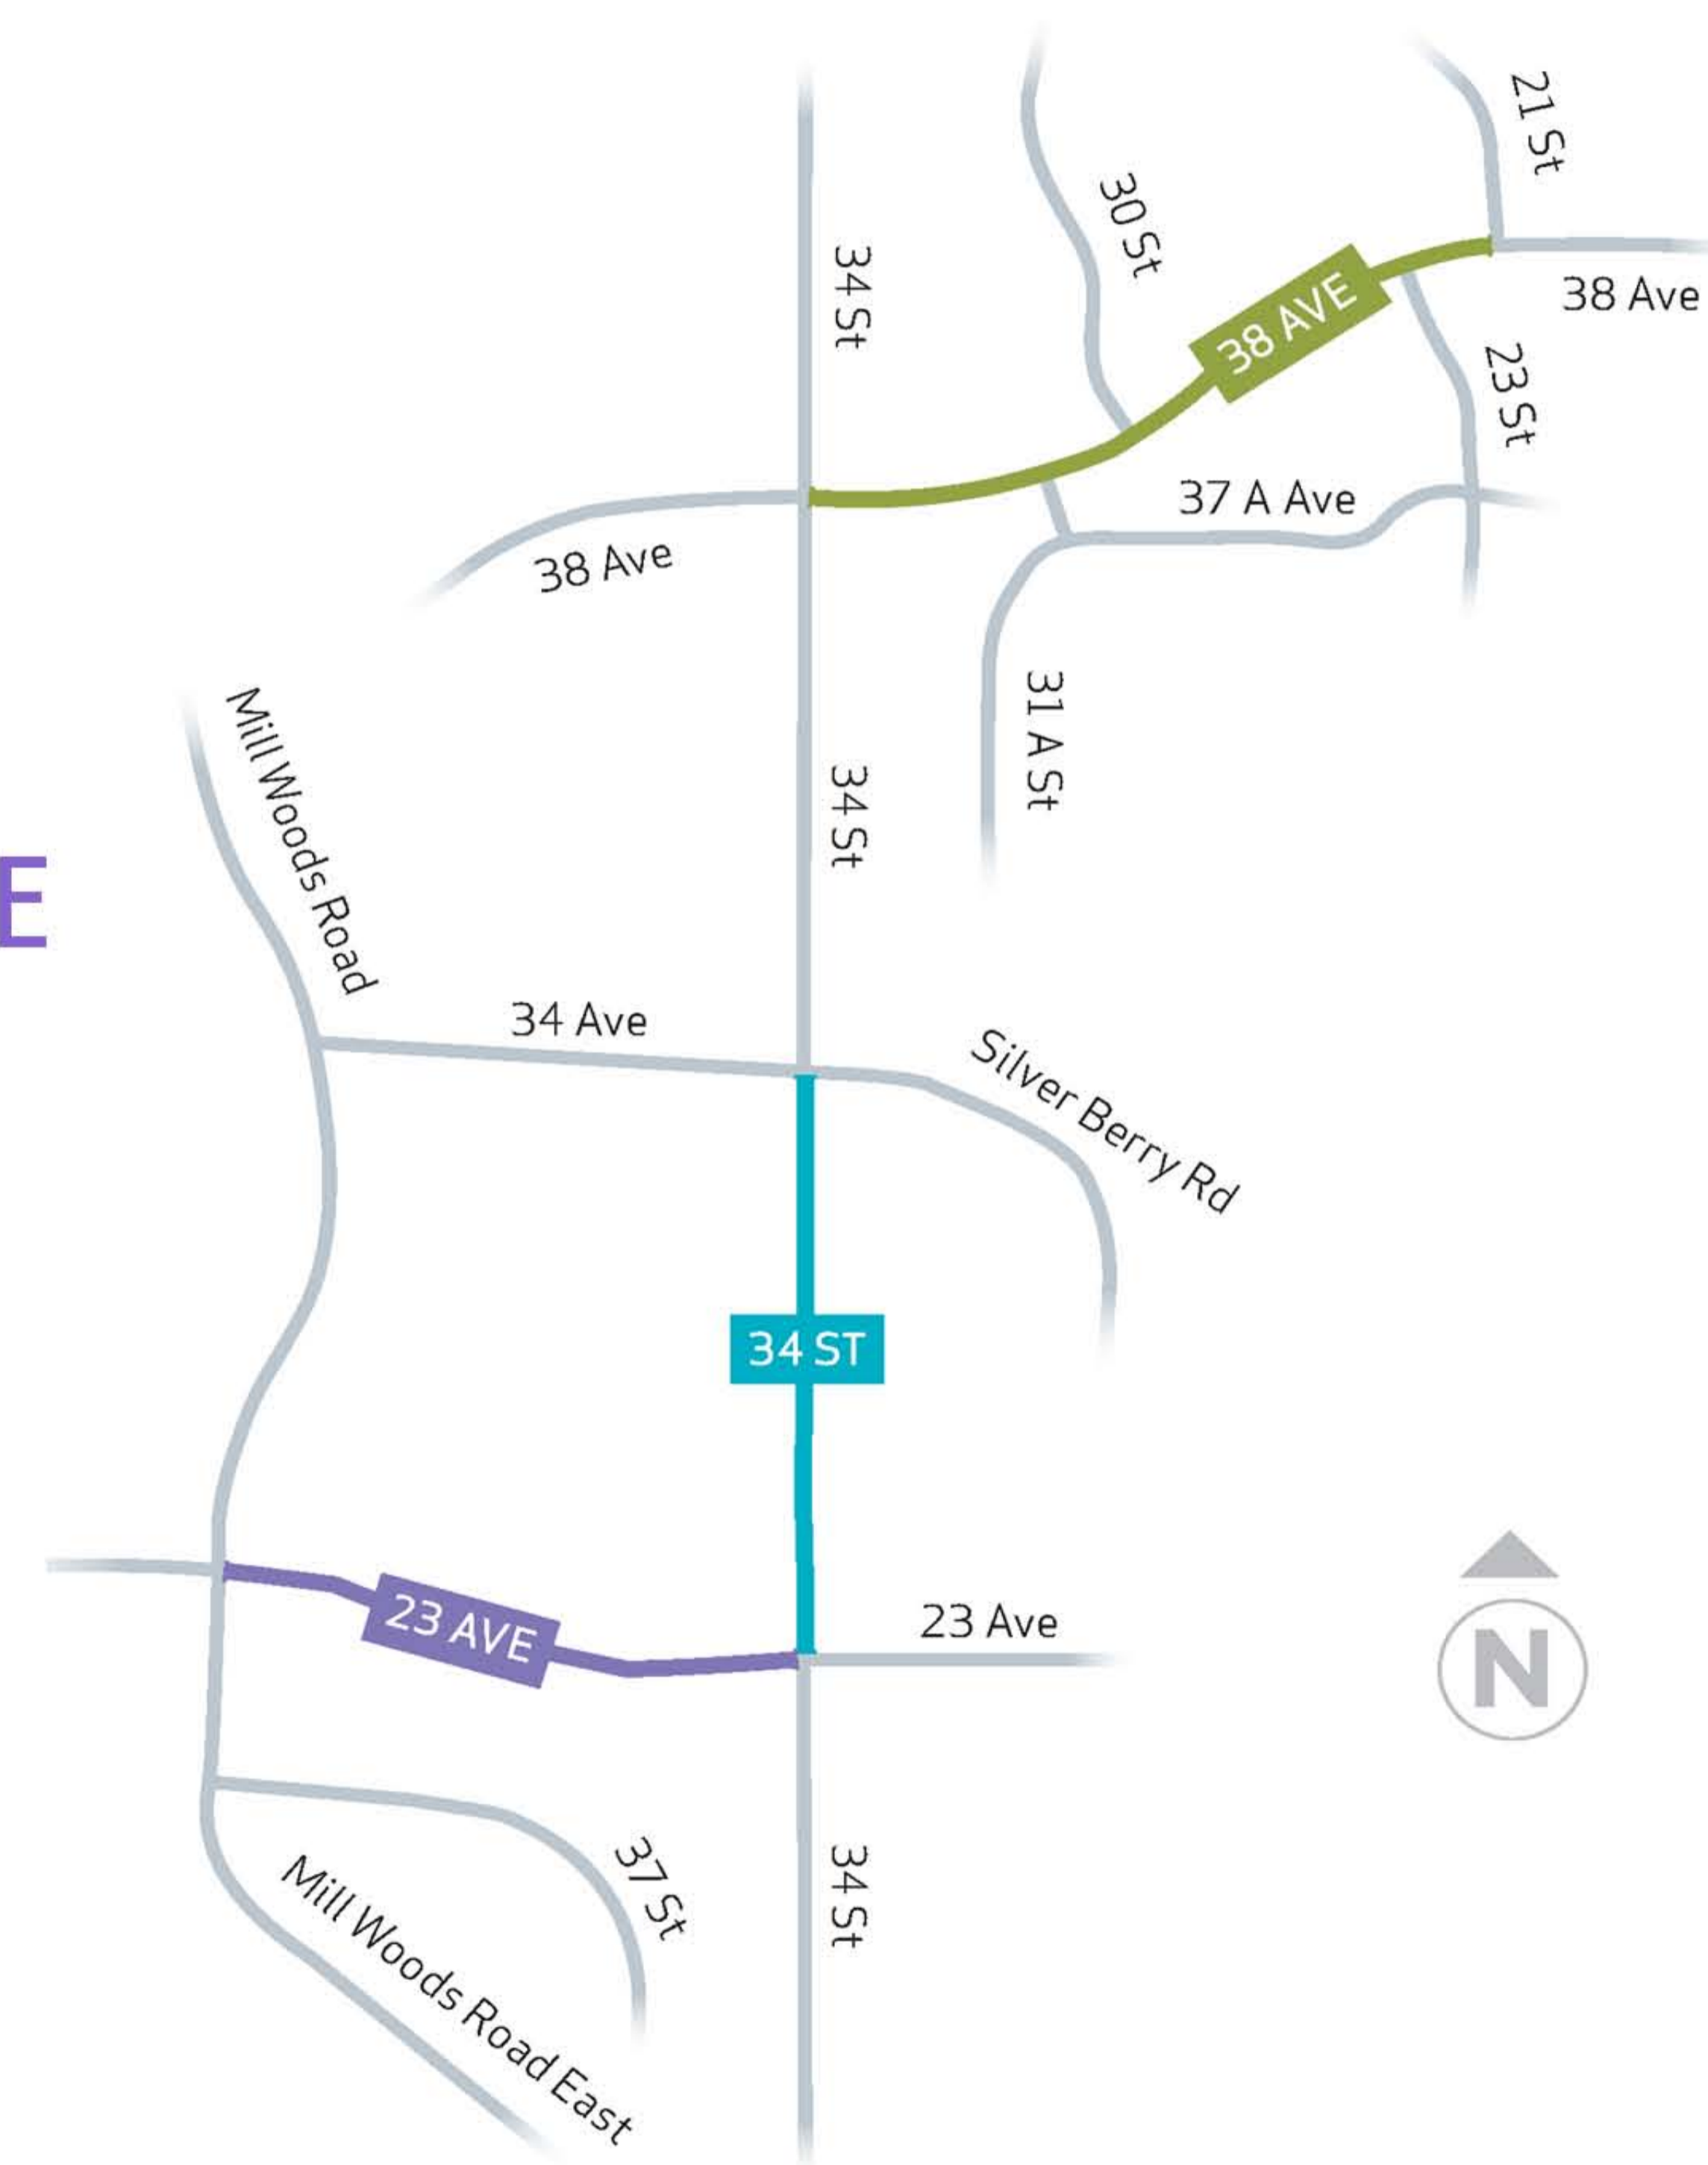 21 St
30 St
34 St
38 AVE
38 Ave
23 St
37 A Ave
38 Ave
31 A St
Mill Woods Road
34 St
E
34 Ave
Silver Berry Rd
34 ST
23 AVE
23 Ave
N
37 St
34 St
Mill Woods Road East